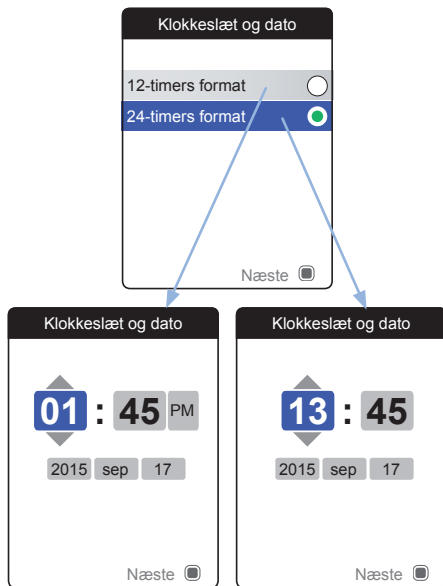 Klokkeslæt og dato
12-timers format
24-timers format
Næste
Klokkeslæt og dato
01 : 45 PM
2015 sep 17
Næste
Klokkeslæt og dato
13 : 45
2015 sep 17
Næste